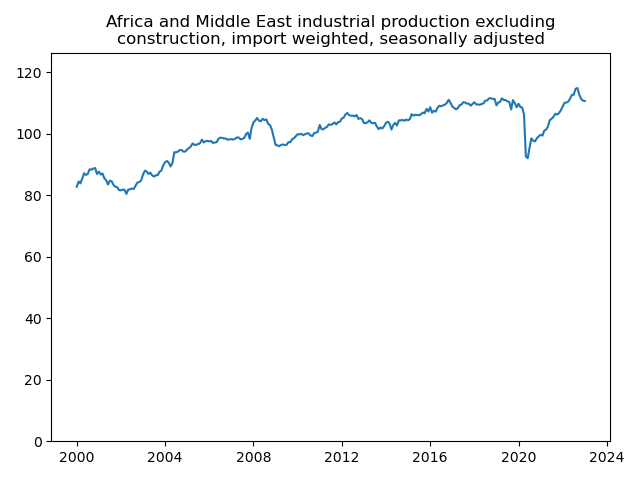 Africa and Middle East industrial production excluding
construction, import weighted, seasonally adjusted
120
100
80
60
40
20
0
2000 2004 2008 2012 2016 2020 2024